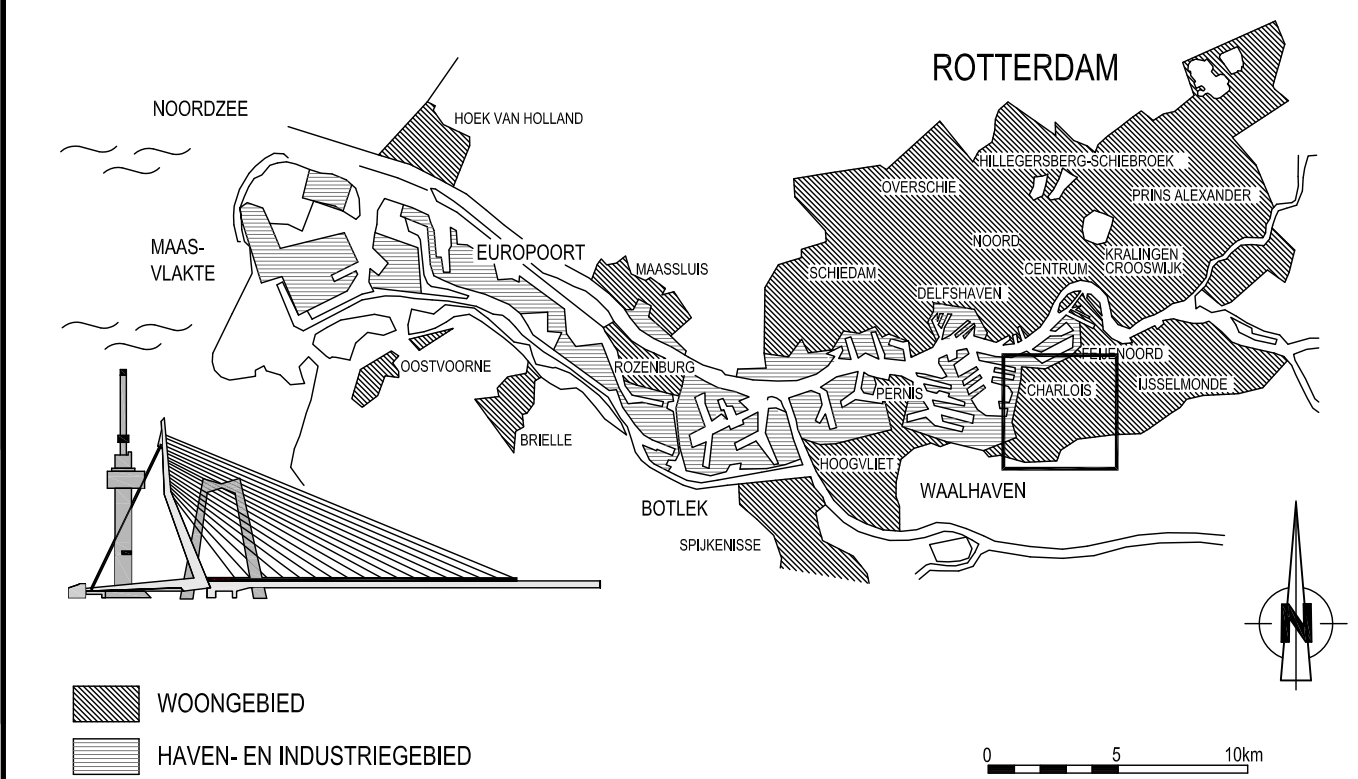 ROTTERDAM
NOORDZEE
HOEK VAN HOLLAND
HILLEGERSBERG-SCHIEBROEK
OVERSCHIE
PRINS ALEXANDER
MAAS-
VLAKTE
EUROPOORT
NOORD
KRALINGEN
CROOSWIJK
MAASSLUIS
SCHIEDAM
CENTRUM
DELFSHAVEN
OOSTVOORNE
ROZENBURG
FEIJENOORD
PERNIS
CHARLOIS
IJSSELMONDE
BRIELLE
HOOGVLIET
WAALHAVEN
BOTLEK
SPIJKENISSE
N
WOONGEBIED
HAVEN- EN INDUSTRIEGEBIED
0 5 10km